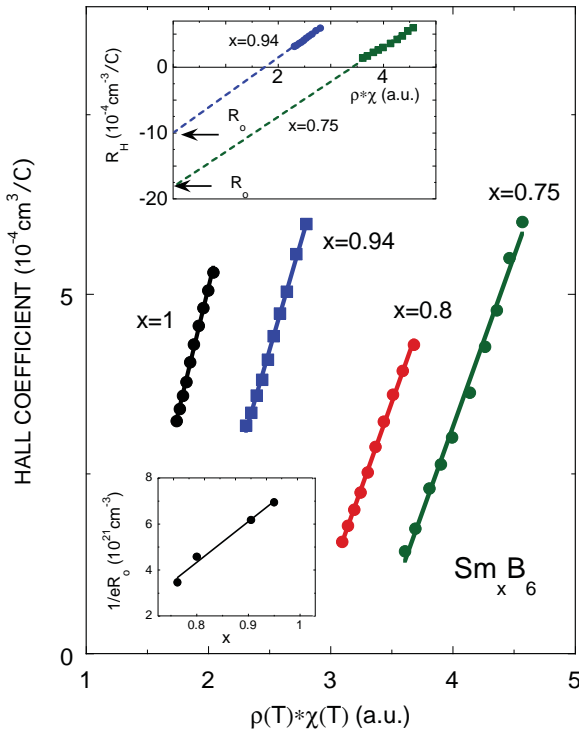 x=0.94
R_H (10^-4 cm^-3/C)
0
-10
-20
2
4
ρ*χ (a.u.)
R_o
x=0.75
R_o
x=0.75
x=0.94
x=0.8
x=1
HALL COEFFICIENT (10^-4 cm^3/C)
5
0
1/eR_o (10^21 cm^-3)
8
6
4
2
0.8
0.9
1
x
Sm_x B_6
1
2
3
4
5
ρ(T)*χ(T) (a.u.)